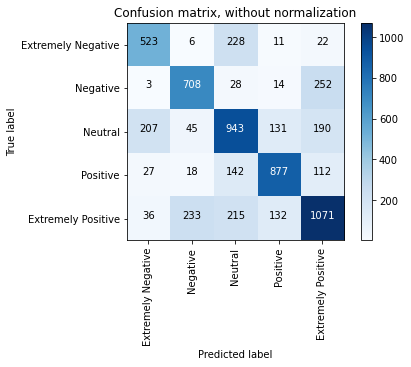 Confusion matrix, without normalization
True label
Extremely Negative 523 6 228 11 22
Negative 3 708 28 14 252
Neutral 207 45 943 131 190
Positive 27 18 142 877 112
Extremely Positive 36 233 215 132 1071
Extremely Negative
Negative
Neutral
Positive
Extremely Positive
Predicted label
1000
800
600
400
200